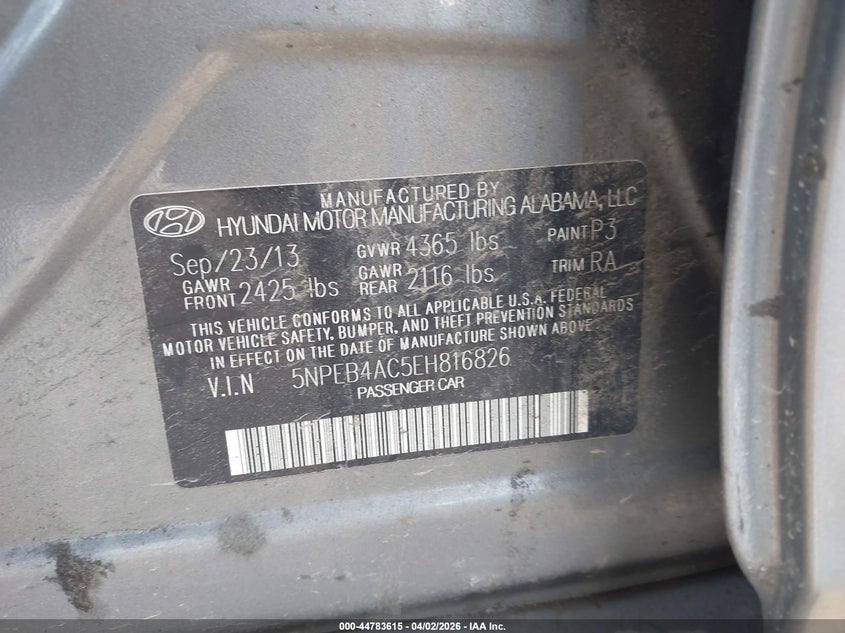 MANUFACTURED BY
HYUNDAI MOTOR MANUFACTURING ALABAMA, LLC
Sep/23/13 GVWR 4365 lbs PAINT P3
GAWR FRONT 2425 lbs GAWR REAR 2116 lbs TRIM RA
THIS VEHICLE CONFORMS TO ALL APPLICABLE U.S.A. FEDERAL
MOTOR VEHICLE SAFETY, BUMPER, AND THEFT PREVENTION STANDARDS
IN EFFECT ON THE DATE OF MANUFACTURE SHOWN ABOVE.
V.I.N 5NPEB4AC5EH816826
PASSENGER CAR
000-44783615 - 04/02/2026 - IAA Inc.